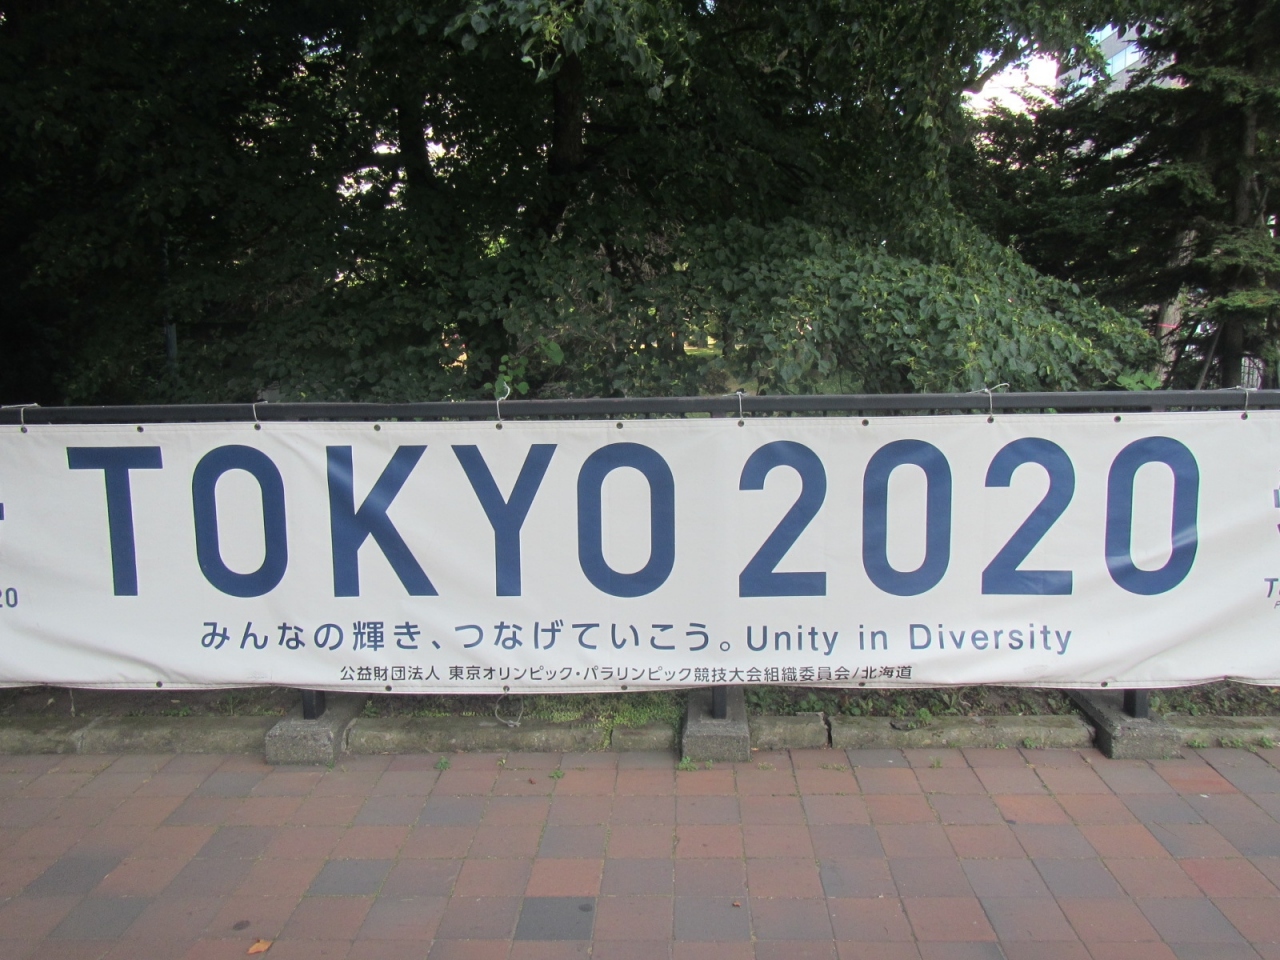 TOKYO 2020
みんなの輝き、つなげていこう。Unity in Diversity
公益財団法人 東京オリンピック・パラリンピック競技大会組織委員会/北海道
20